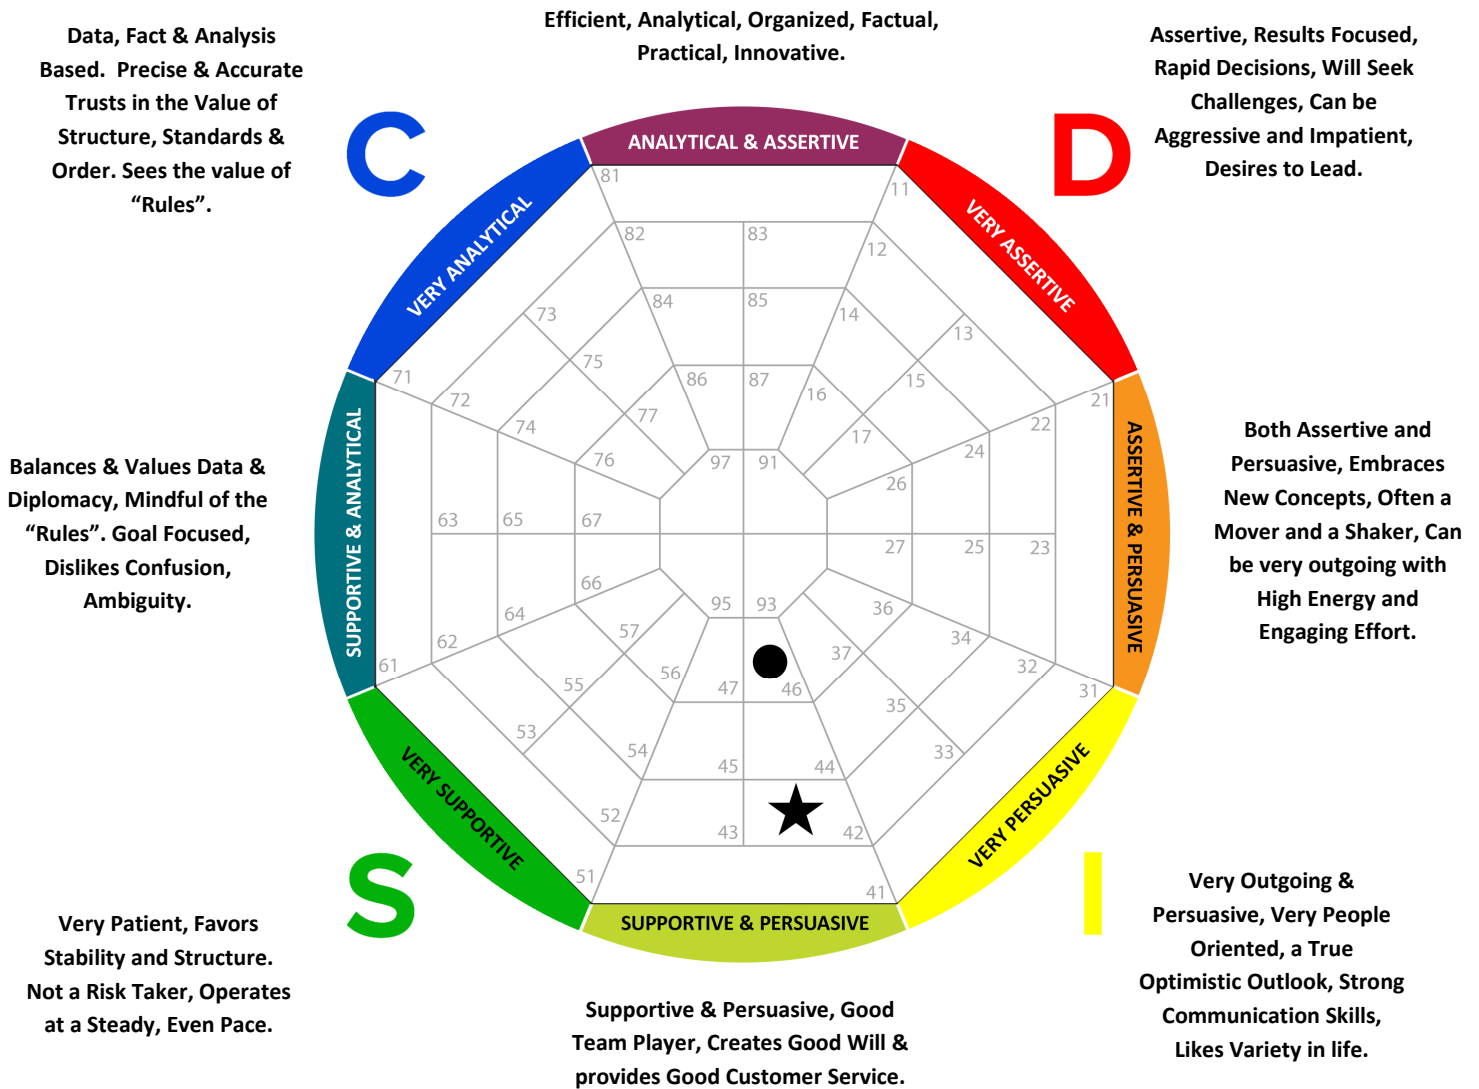 Efficient, Analytical, Organized, Factual,
Practical, Innovative.
Data, Fact & Analysis
Based.  Precise & Accurate
Trusts in the Value of
Structure, Standards &
Order. Sees the value of
“Rules”.
C
D
Assertive, Results Focused,
Rapid Decisions, Will Seek
Challenges, Can be
Aggressive and Impatient,
Desires to Lead.
ANALYTICAL & ASSERTIVE
VERY ANALYTICAL
VERY ASSERTIVE
81
11
82
83
12
84
85
14
73
13
75
15
71
86
87
16
72
77
21
74
17
22
76
97
91
24
26
63
65
67
27
25
23
66
95
93
36
64
57
34
62
37
61
56
32
55
47
46
31
53
35
54
45
44
33
52
43
42
51
41
SUPPORTIVE & ANALYTICAL
ASSERTIVE & PERSUASIVE
Balances & Values Data &
Diplomacy, Mindful of the
“Rules”. Goal Focused,
Dislikes Confusion,
Ambiguity.
Both Assertive and
Persuasive, Embraces
New Concepts, Often a
Mover and a Shaker, Can
be very outgoing with
High Energy and
Engaging Effort.
VERY SUPPORTIVE
VERY PERSUASIVE
SUPPORTIVE & PERSUASIVE
S
I
Very Patient, Favors
Stability and Structure.
Not a Risk Taker, Operates
at a Steady, Even Pace.
Supportive & Persuasive, Good
Team Player, Creates Good Will &
provides Good Customer Service.
Very Outgoing &
Persuasive, Very People
Oriented, a True
Optimistic Outlook, Strong
Communication Skills,
Likes Variety in life.